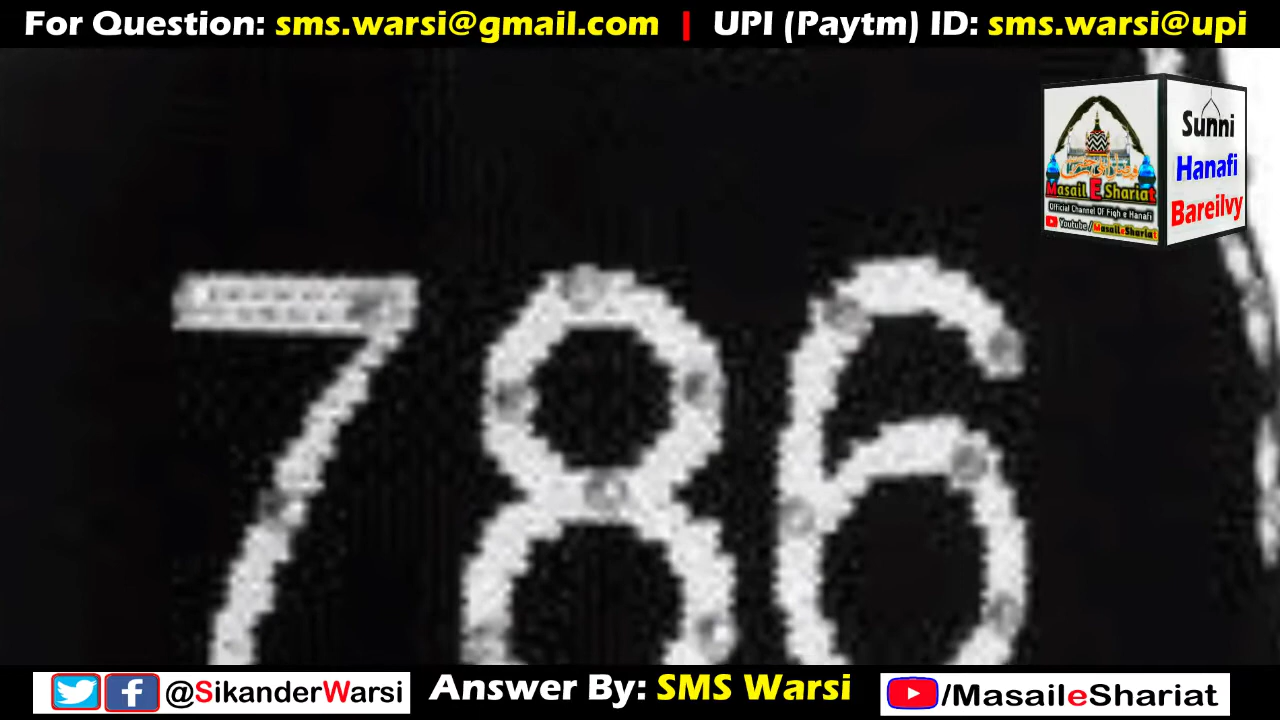 For Question: sms.warsi@gmail.com | UPI (Paytm) ID: sms.warsi@upi
Masail E Shariat
Official Channel Of Fiqh e Hanafi
Youtube / MasaileShariat
Sunni
Hanafi
Bareilvy
786
@SikanderWarsi
Answer By: SMS Warsi
/MasaileShariat